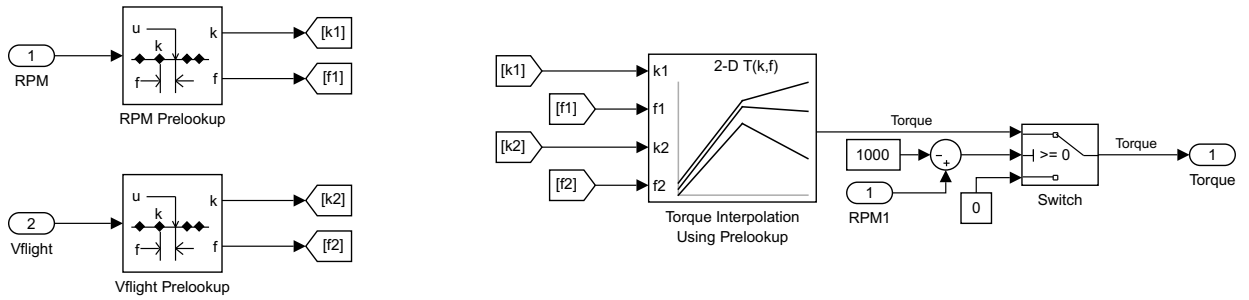 1
RPM
u
k
f
k
f
RPM Prelookup
[k1]
[f1]
2
Vflight
u
k
f
k
f
Vflight Prelookup
[k2]
[f2]
[k1]
[f1]
[k2]
[f2]
k1
f1
k2
f2
2-D T(k,f)
Torque Interpolation
Using Prelookup
Torque
1000
−
+
1
RPM1
0
>= 0
Switch
Torque
1
Torque